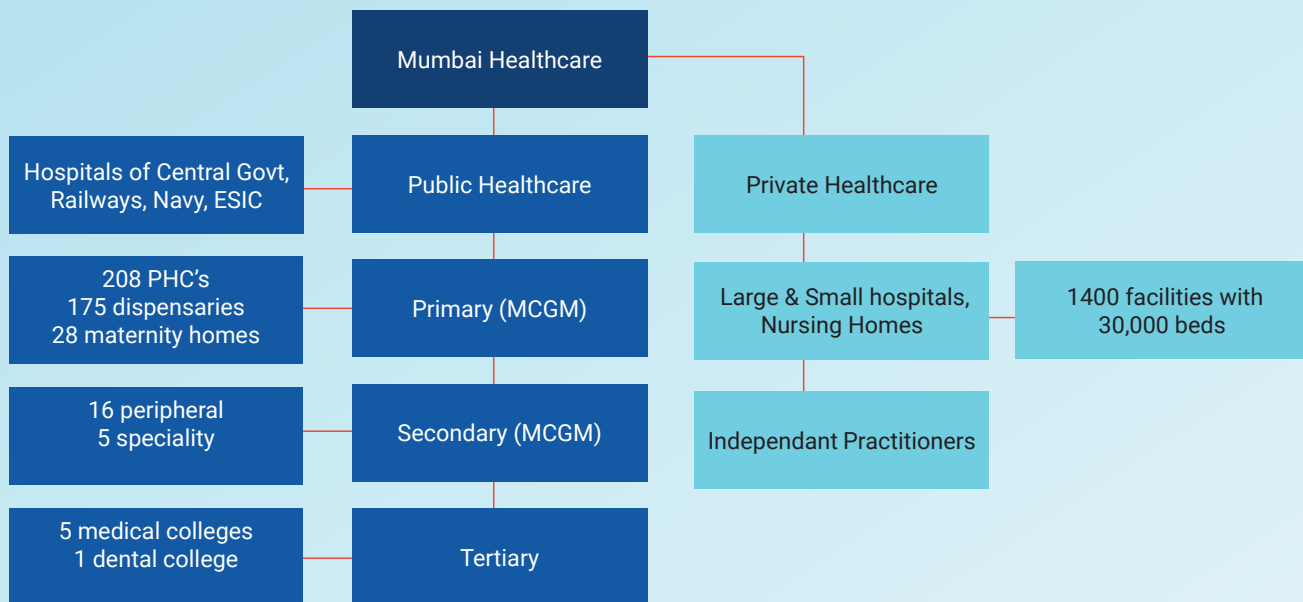 Mumbai Healthcare
Hospitals of Central Govt,
Railways, Navy, ESIC
Public Healthcare
Private Healthcare
208 PHC's
175 dispensaries
28 maternity homes
Primary (MCGM)
Large & Small hospitals,
Nursing Homes
1400 facilities with
30,000 beds
16 peripheral
5 speciality
Secondary (MCGM)
Independant Practitioners
5 medical colleges
1 dental college
Tertiary